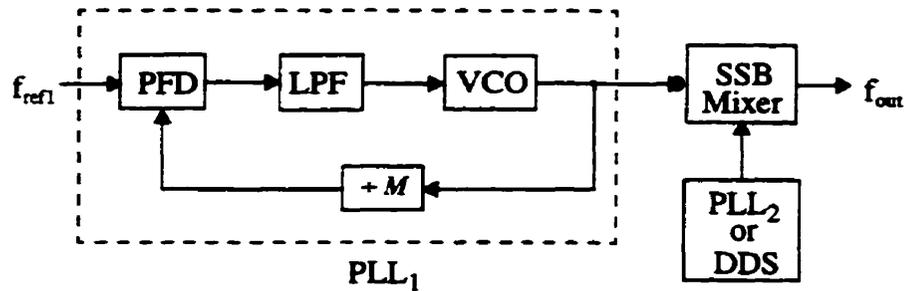 f_ref1
PFD
LPF
VCO
SSB
Mixer
f_out
÷ M
PLL_2
or
DDS
PLL_1